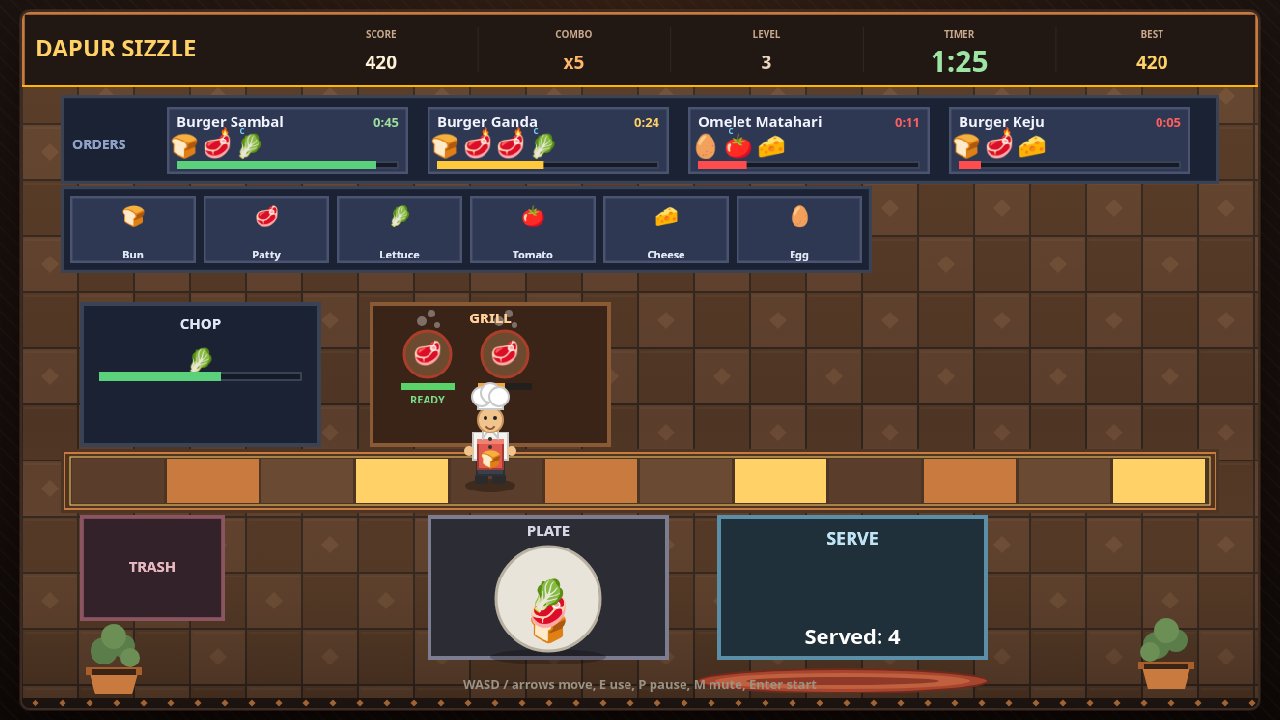 DAPUR SIZZLE
SCORE
420
COMBO
x5
LEVEL
3
TIMER
1:25
BEST
420
ORDERS
Burger Sambal 0:45
c
Burger Ganda 0:24
c
Omelet Matahari 0:11
c
Burger Keju 0:05
Bun
Patty
Lettuce
Tomato
Cheese
Egg
CHOP
GRILL
READY
TRASH
PLATE
SERVE
Served: 4
WASD / arrows move, E use, P pause, M mute, Enter start